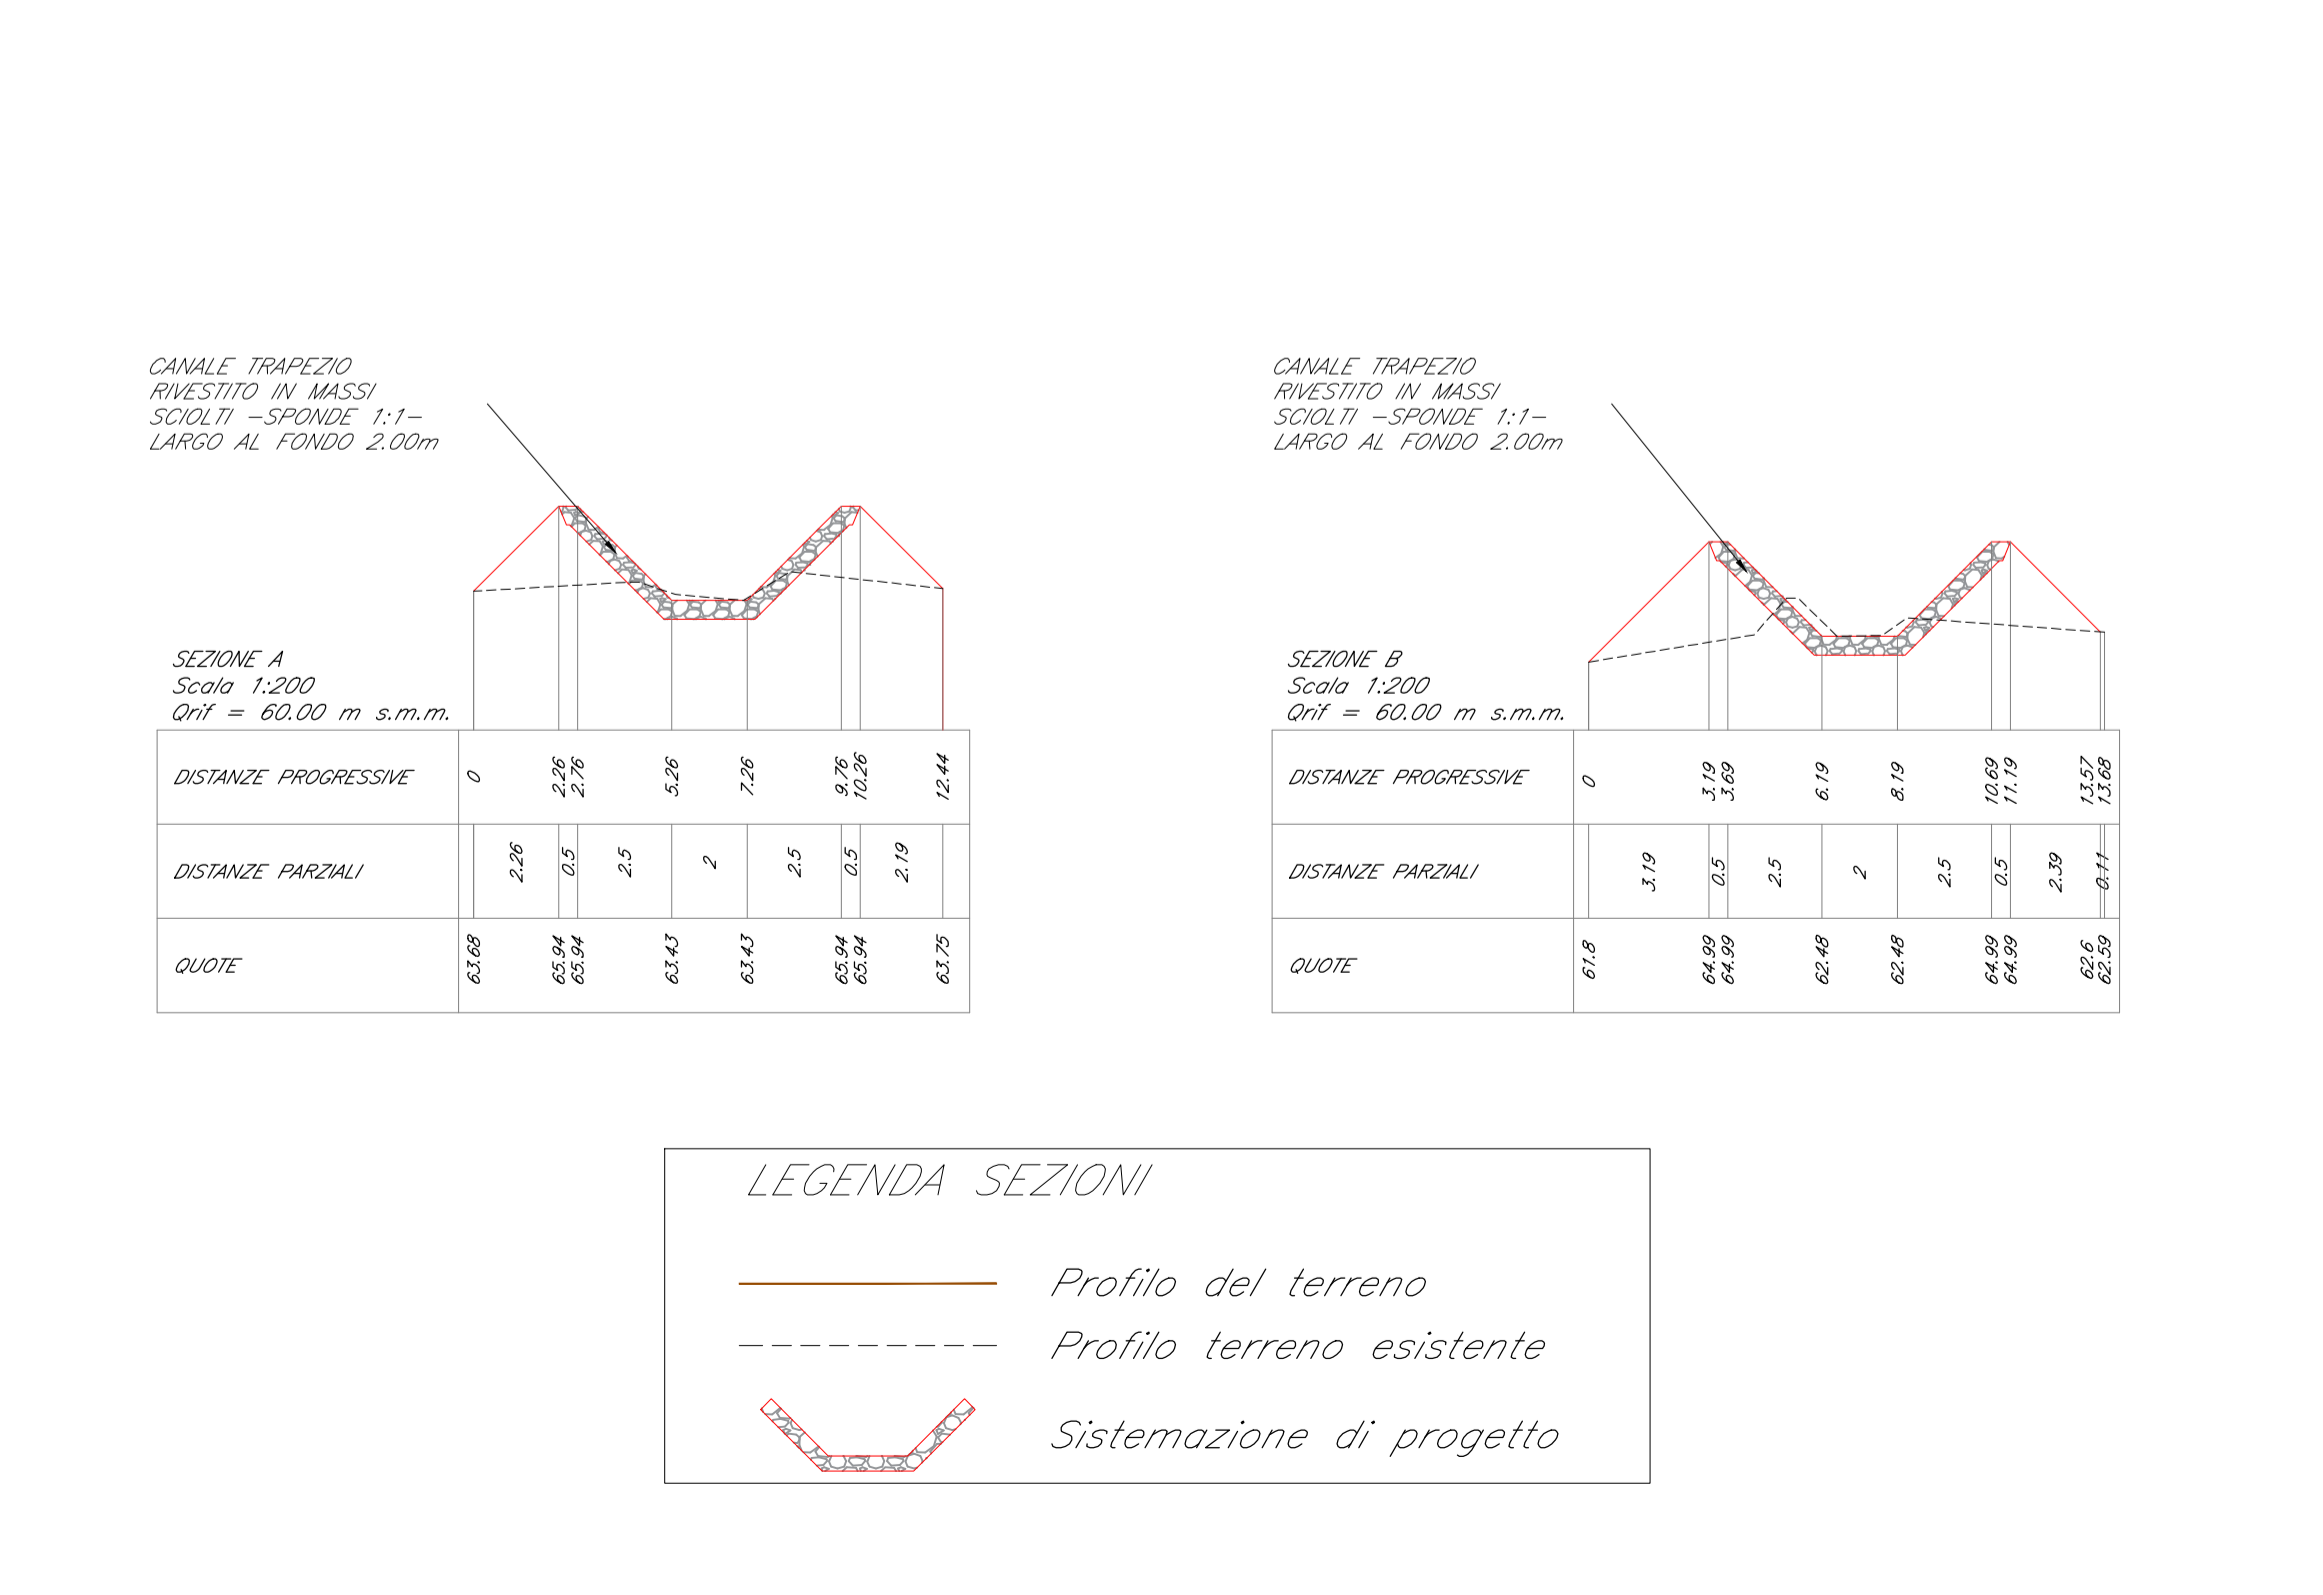 CANALE TRAPEZIO
RIVESTITO IN MASSI
SCIOLTI -SPONDE 1:1-
LARGO AL FONDO 2.00m
SEZIONE A
Scala 1:200
Qrif = 60.00 m s.m.m.
DISTANZE PROGRESSIVE 0 2.26 2.76 5.26 7.26 9.76 10.26 12.44
DISTANZE PARZIALI 2.26 0.5 2.5 2 2.5 0.5 2.19
QUOTE 63.68 65.94 65.94 63.43 63.43 65.94 65.94 63.75
CANALE TRAPEZIO
RIVESTITO IN MASSI
SCIOLTI -SPONDE 1:1-
LARGO AL FONDO 2.00m
SEZIONE B
Scala 1:200
Qrif = 60.00 m s.m.m.
DISTANZE PROGRESSIVE 0 3.19 3.69 6.19 8.19 10.69 11.19 13.57 13.68
DISTANZE PARZIALI 3.19 0.5 2.5 2 2.5 0.5 2.39 0.11
QUOTE 61.8 64.99 64.99 62.48 62.48 64.99 64.99 62.6 62.59
LEGENDA SEZIONI
Profilo del terreno
Profilo terreno esistente
Sistemazione di progetto